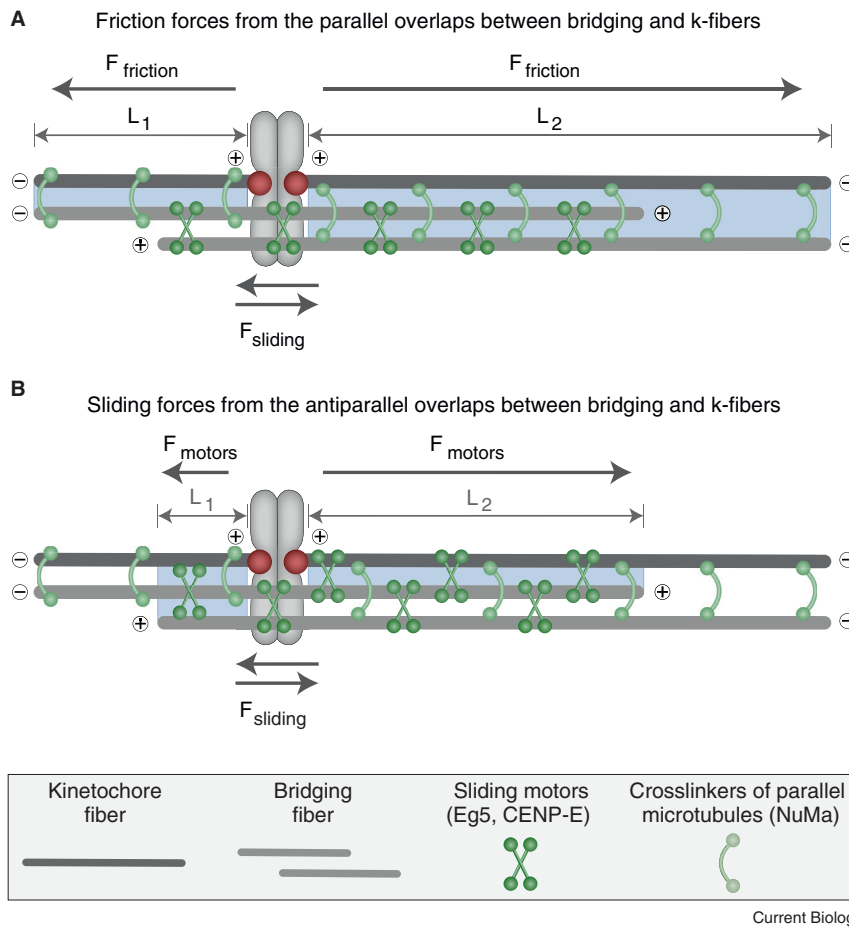 A
Friction forces from the parallel overlaps between bridging and k-fibers
F friction
F friction
L1
L2
+
+
−
−
−
+
+
−
F sliding
B
Sliding forces from the antiparallel overlaps between bridging and k-fibers
F motors
F motors
L1
L2
+
+
−
−
−
+
+
−
F sliding
Kinetochore fiber
Bridging fiber
Sliding motors (Eg5, CENP-E)
Crosslinkers of parallel microtubules (NuMa)